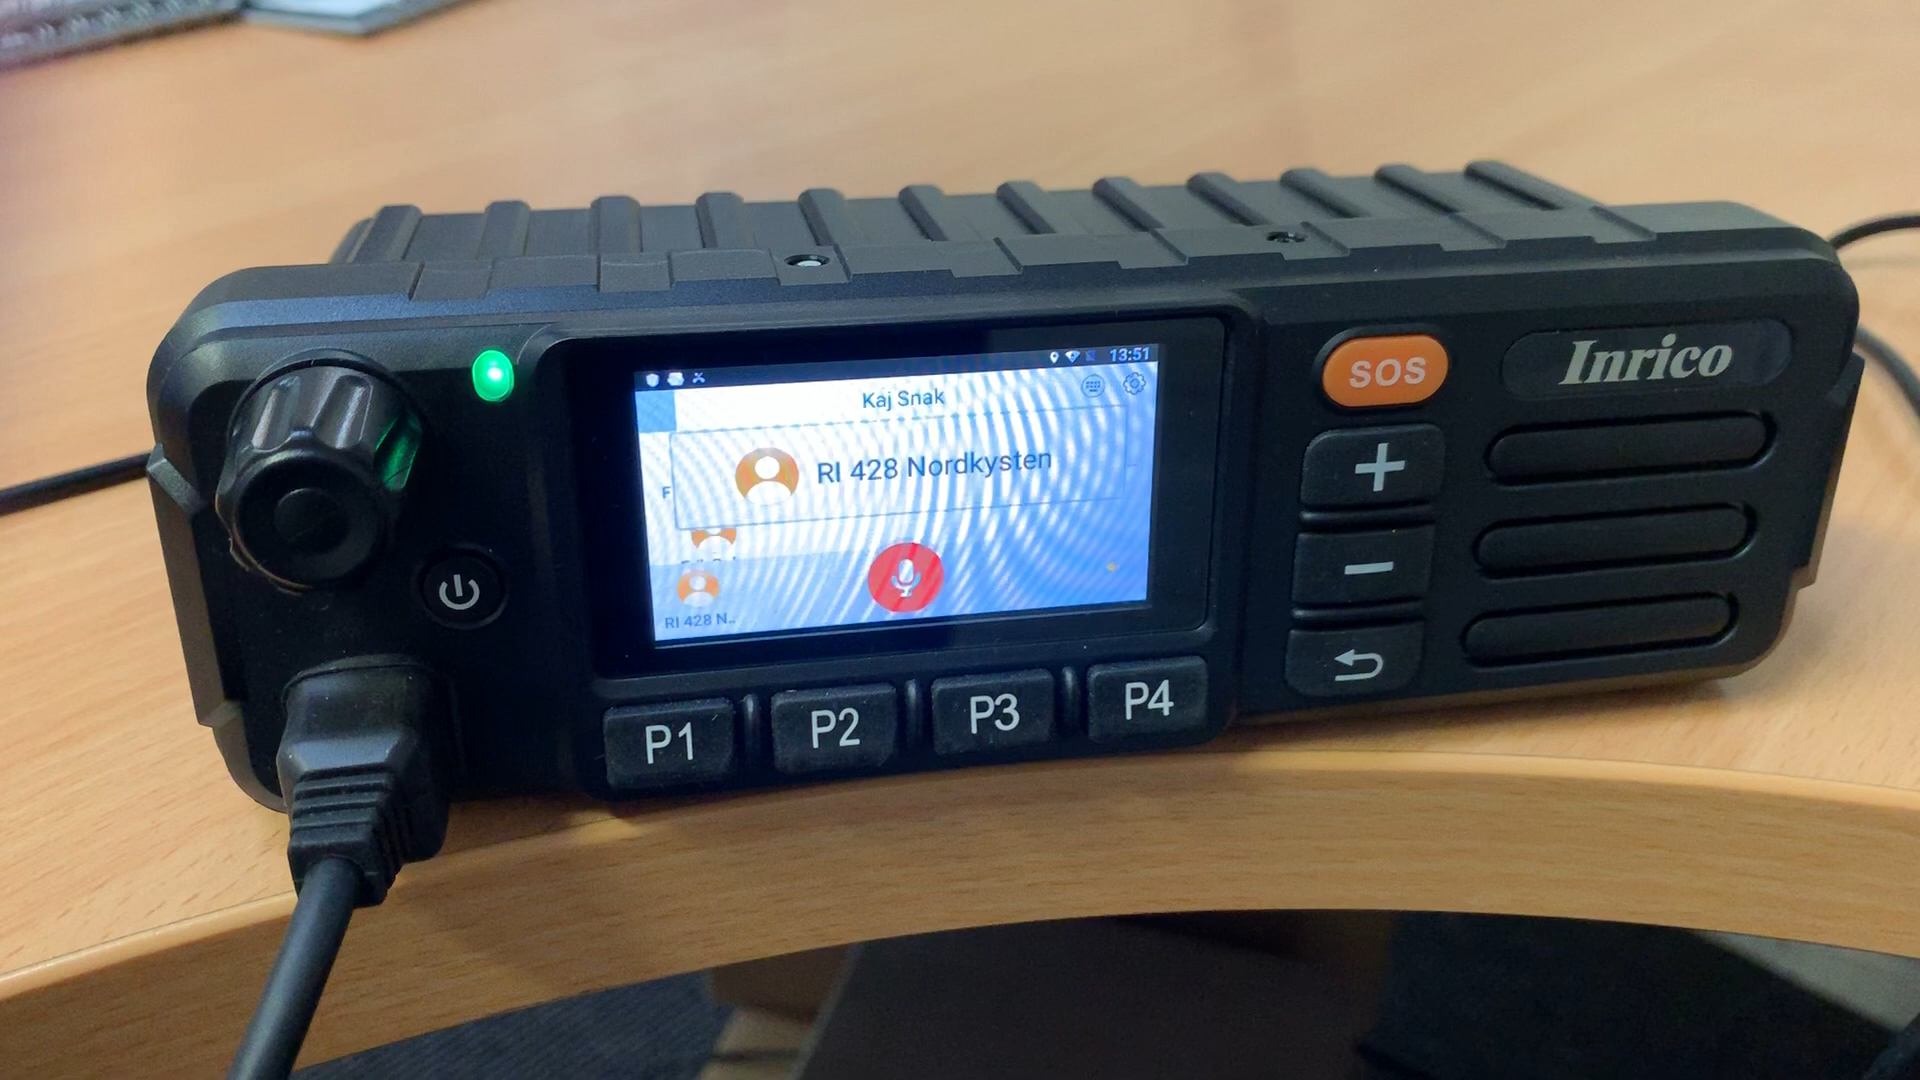 13:51
Kaj Snak
RI 428 Nordkysten
F
RI 428 N..
SOS
Inrico
P1
P2
P3
P4